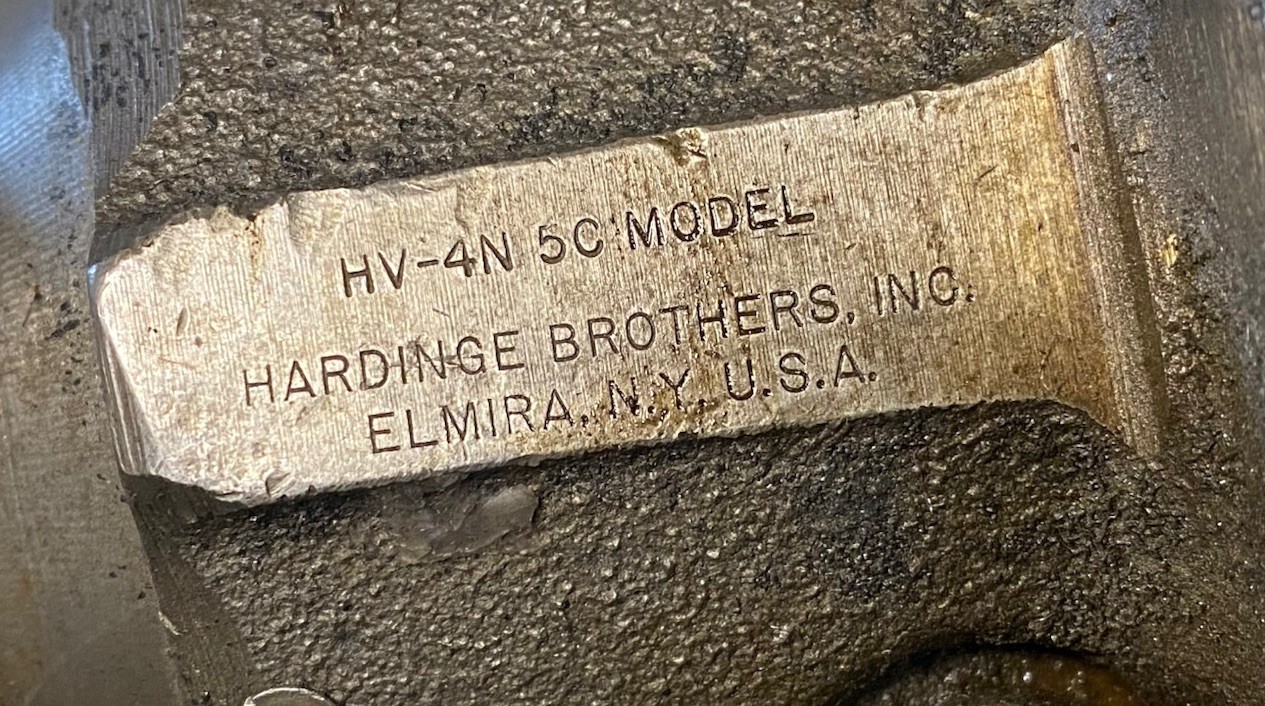 HV-4N 5C MODEL
HARDINGE BROTHERS, INC.
ELMIRA, N.Y. U.S.A.